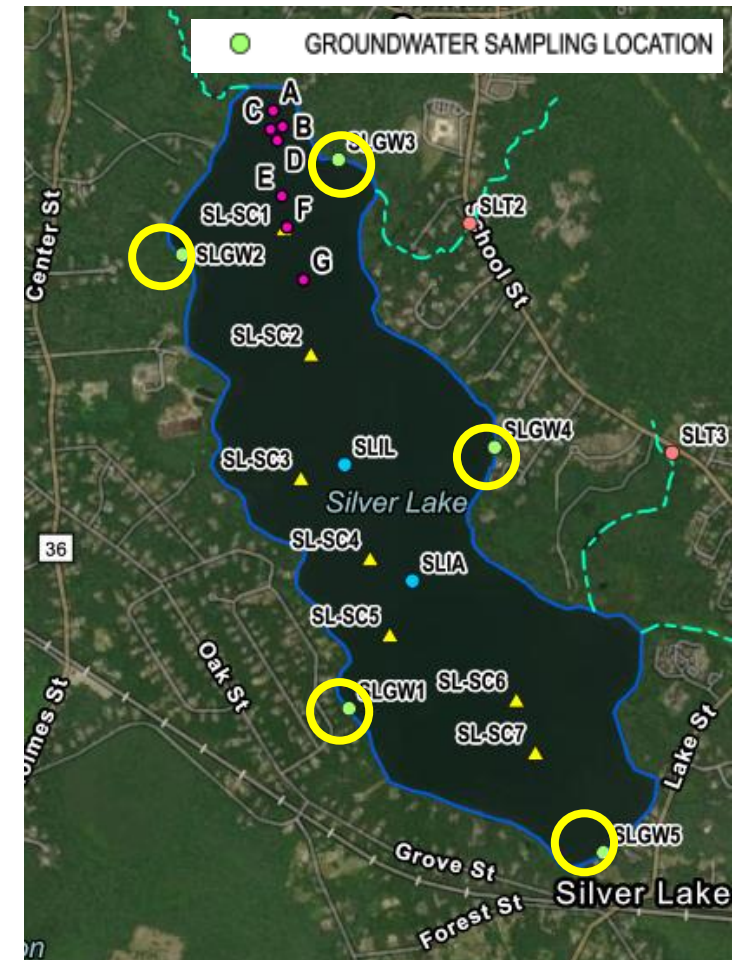 GROUNDWATER SAMPLING LOCATION
A
C
B
D
SLGW3
E
SL-SC1
F
SLT2
SLGW2
G
Center St
School St
SL-SC2
SLGW4
SLT3
SL-SC3
SLIL
Silver Lake
36
SL-SC4
SLIA
SL-SC5
Oak St
SLGW1
SL-SC6
SL-SC7
olmes St
Lake St
SLGW5
Grove St
Silver Lake
Forest St
on